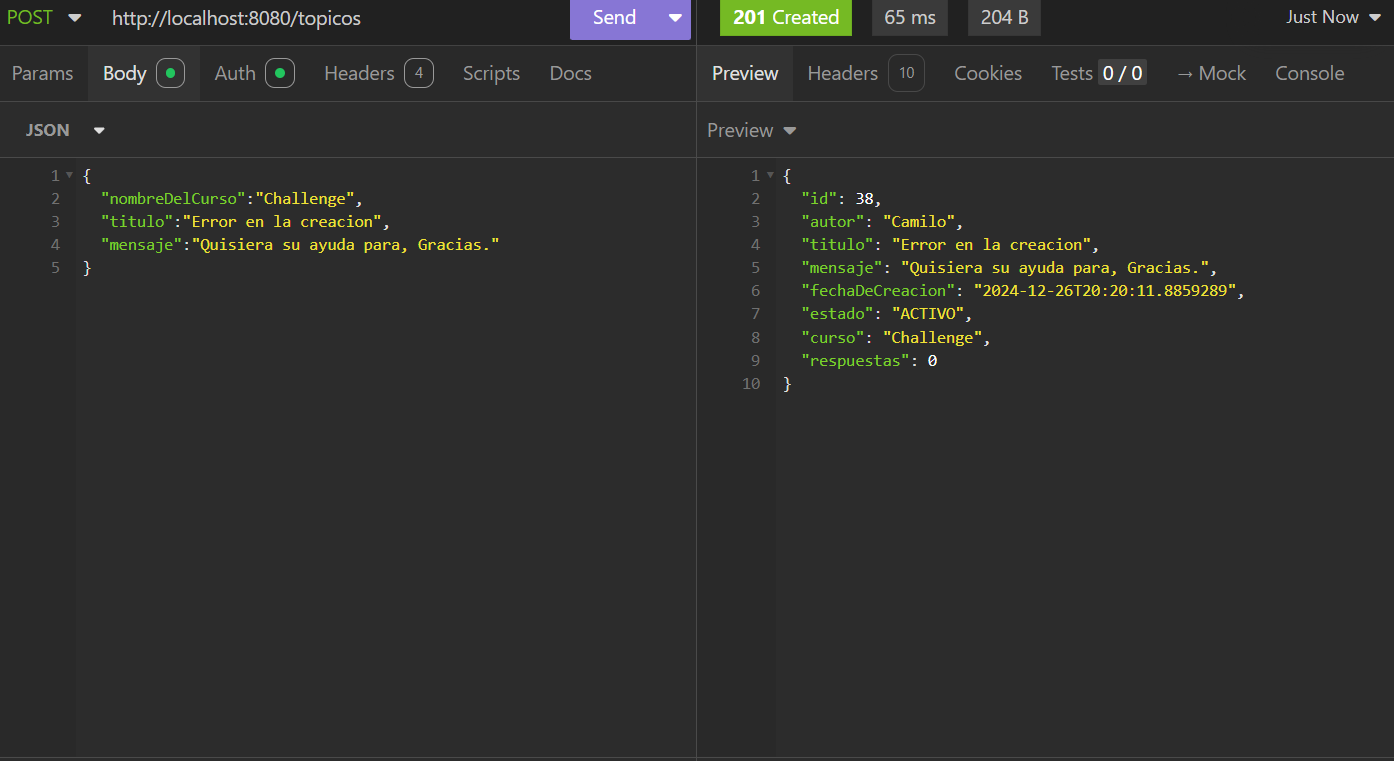 POST http://localhost:8080/topicos Send 201 Created 65 ms 204 B Just Now
Params Body Auth Headers 4 Scripts Docs Preview Headers 10 Cookies Tests 0 / 0 → Mock Console
JSON
Preview
1 {
2 "nombreDelCurso":"Challenge",
3 "titulo":"Error en la creacion",
4 "mensaje":"Quisiera su ayuda para, Gracias."
5 }
1 {
2 "id": 38,
3 "autor": "Camilo",
4 "titulo": "Error en la creacion",
5 "mensaje": "Quisiera su ayuda para, Gracias.",
6 "fechaDeCreacion": "2024-12-26T20:20:11.8859289",
7 "estado": "ACTIVO",
8 "curso": "Challenge",
9 "respuestas": 0
10 }